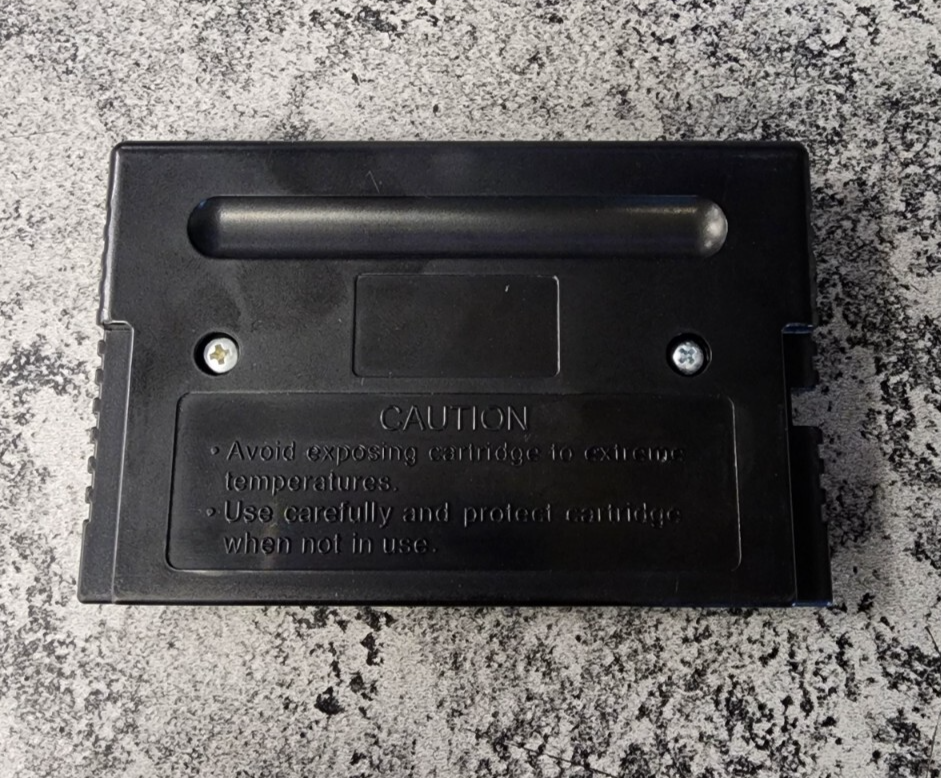 CAUTION
• Avoid exposing cartridge to extreme
temperatures.
• Use carefully and protect cartridge
when not in use.